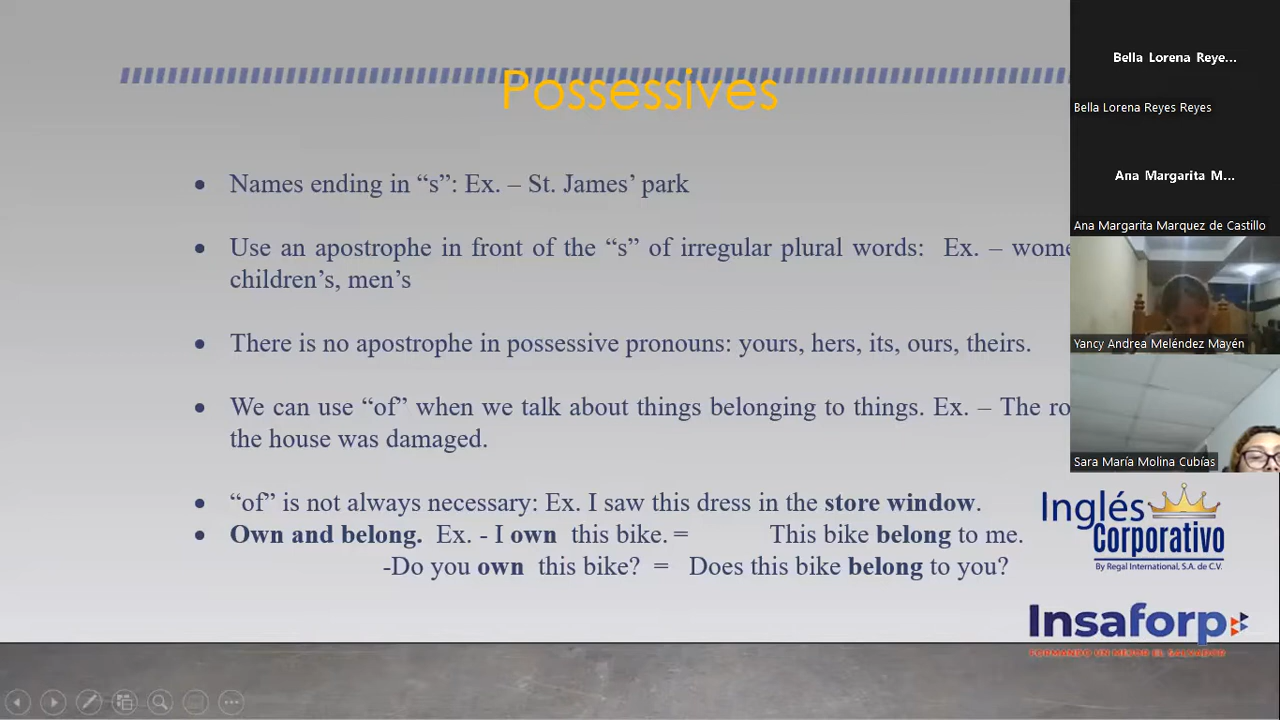 Possessives
Bella Lorena Reye...
Bella Lorena Reyes Reyes
Ana Margarita M...
Ana Margarita Marquez de Castillo
Yancy Andrea Meléndez Mayén
Sara María Molina Cubías
• Names ending in “s”: Ex. – St. James’ park
• Use an apostrophe in front of the “s” of irregular plural words: Ex. –
children’s, men’s
• There is no apostrophe in possessive pronouns: yours, hers, its, ours, theirs.
• We can use “of” when we talk about things belonging to things. Ex. – The
the house was damaged.
• “of” is not always necessary: Ex. I saw this dress in the store window.
• Own and belong. Ex. - I own this bike. = This bike belong to me.
-Do you own this bike? = Does this bike belong to you?
Inglés
Corporativo
By Regal International, S.A. de C.V.
Insaforp
FORMANDO UN MEJOR EL SALVADOR